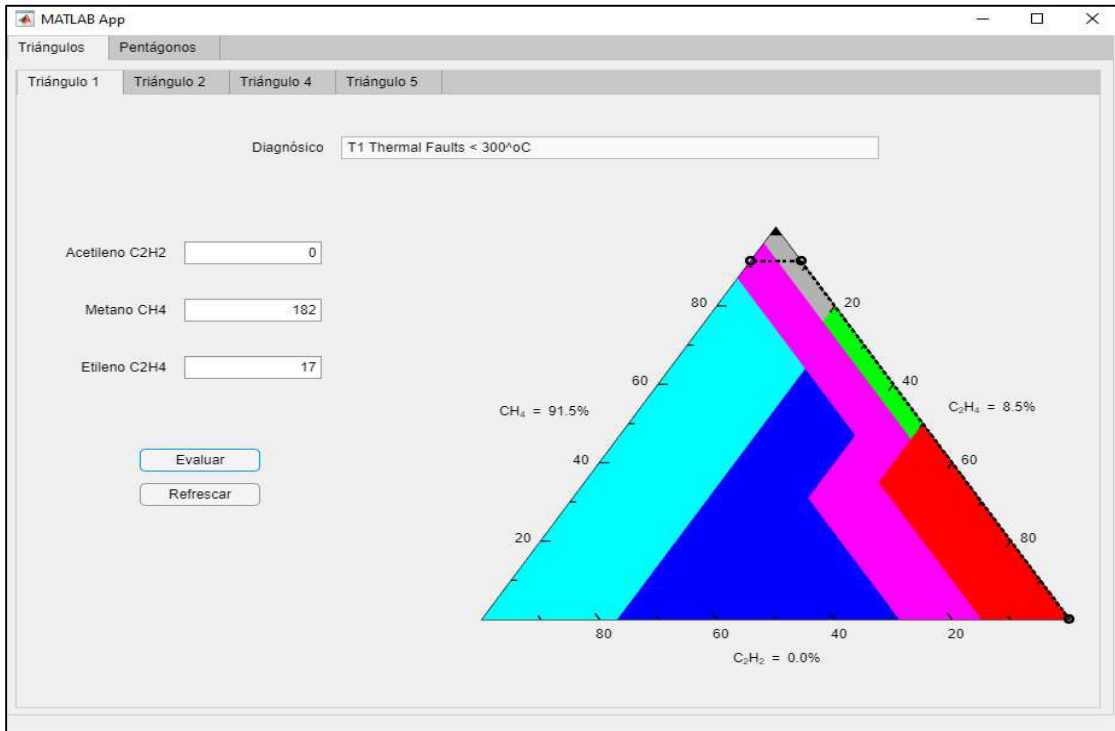 MATLAB App
Triángulos Pentágonos
Triángulo 1 Triángulo 2 Triángulo 4 Triángulo 5
Diagnósico T1 Thermal Faults < 300^oC
Acetileno C2H2 0
Metano CH4 182
Etileno C2H4 17
Evaluar
Refrescar
80 20
60 40
CH₄ = 91.5% C₂H₄ = 8.5%
40 60
20 80
80 60 40 20
C₂H₂ = 0.0%